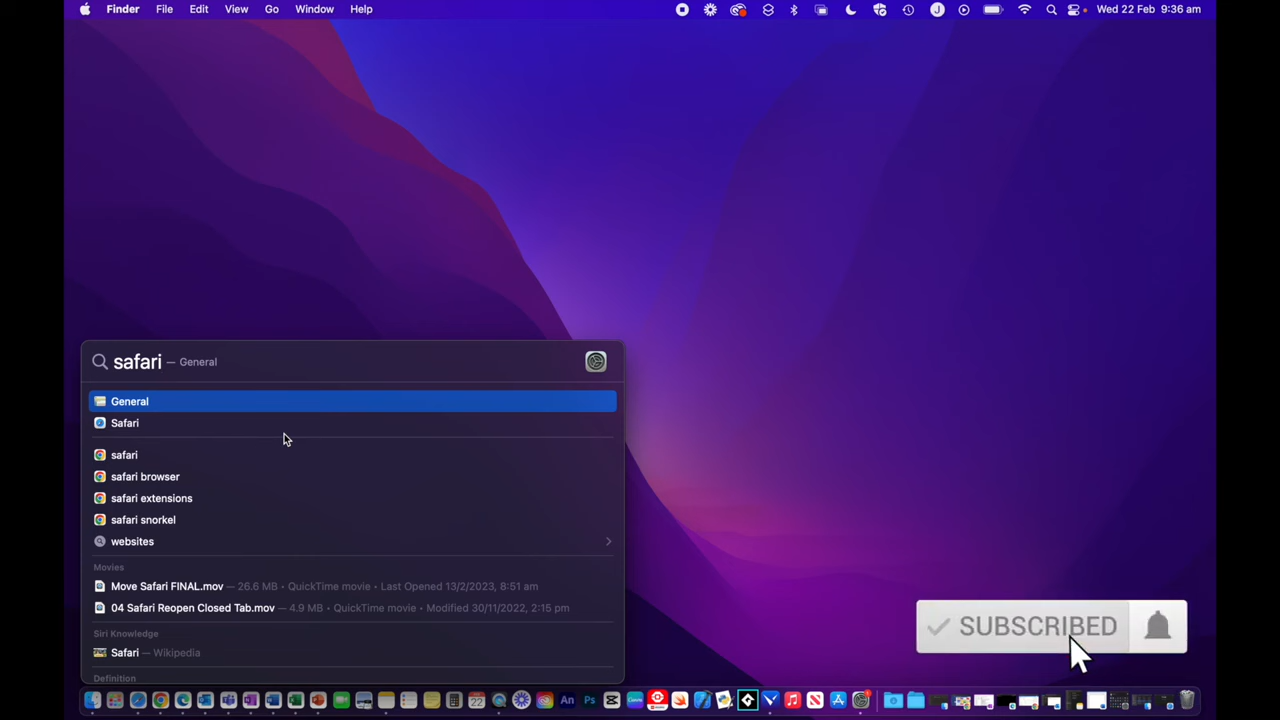 Finder File Edit View Go Window Help
J
Wed 22 Feb 9:36 am
safari — General
General
Safari
safari
safari browser
safari extensions
safari snorkel
websites
Movies
Move Safari FINAL.mov — 26.6 MB • QuickTime movie • Last Opened 13/2/2023, 8:51 am
04 Safari Reopen Closed Tab.mov — 4.9 MB • QuickTime movie • Modified 30/11/2022, 2:15 pm
Siri Knowledge
Safari — Wikipedia
Definition
SUBSCRIBED
22 An Ps